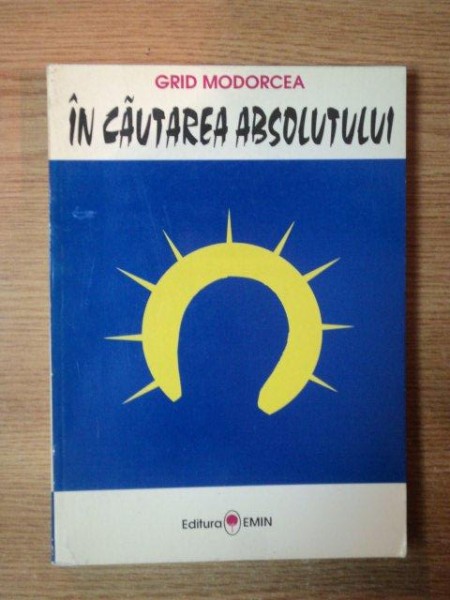 GRID MODORCEA
ÎN CĂUTAREA ABSOLUTULUI
Editura EMIN